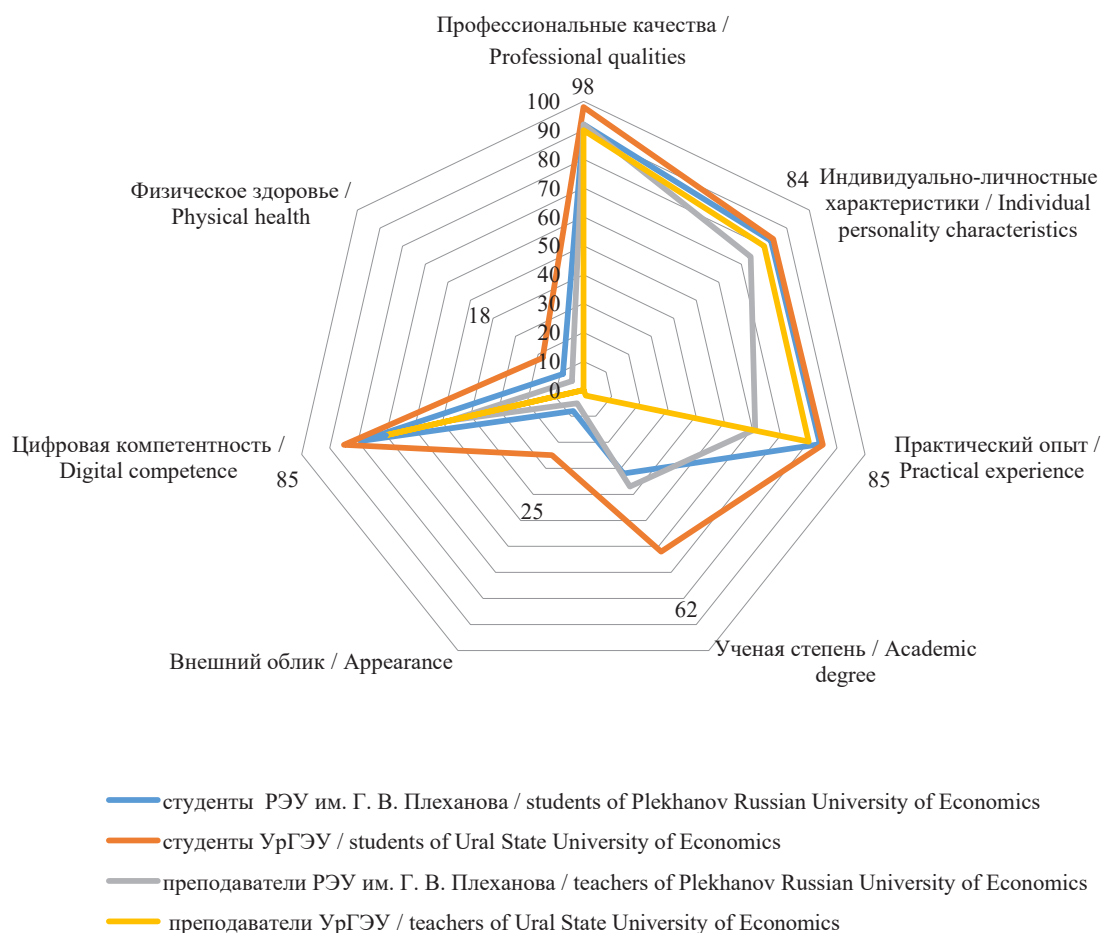 Профессиональные качества /
Professional qualities
98
100
90
80
70
60
50
40
30
20
10
0
84
Индивидуально-личностные
характеристики / Individual
personality characteristics
Физическое здоровье /
Physical health
18
Цифровая компетентность /
Digital competence
85
Практический опыт /
Practical experience
85
25
62
Внешний облик / Appearance
Ученая степень / Academic
degree
студенты РЭУ им. Г. В. Плеханова / students of Plekhanov Russian University of Economics
студенты УрГЭУ / students of Ural State University of Economics
преподаватели РЭУ им. Г. В. Плеханова / teachers of Plekhanov Russian University of Economics
преподаватели УрГЭУ / teachers of Ural State University of Economics